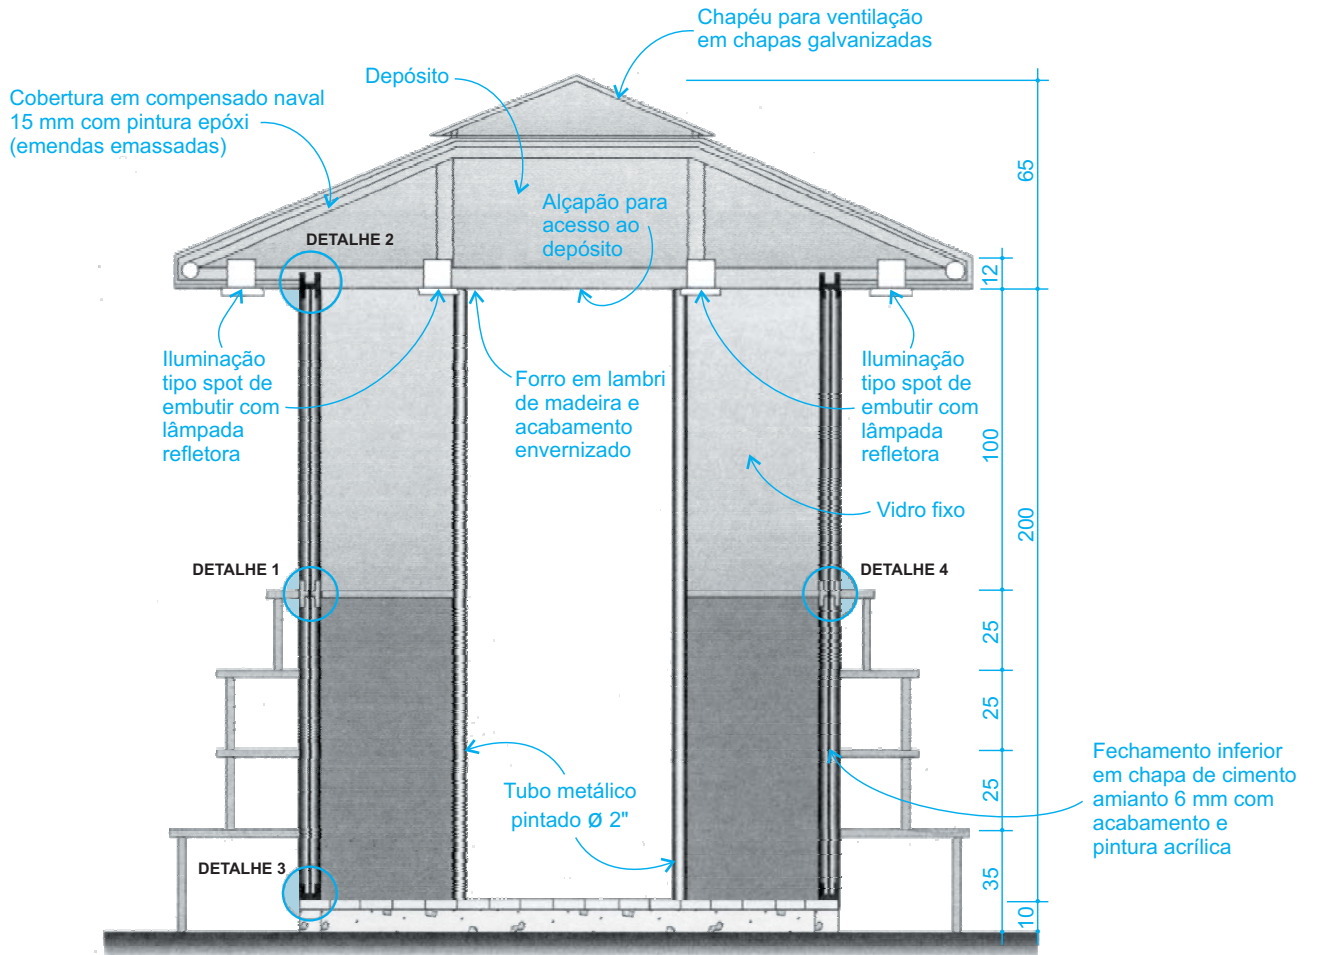 Chapéu para ventilação
em chapas galvanizadas
Depósito
Cobertura em compensado naval
15 mm com pintura epóxi
(emendas emassadas)
65
Alçapão para
acesso ao
depósito
DETALHE 2
12
Iluminação
tipo spot de
embutir com
lâmpada
refletora
Forro em lambri
de madeira e
acabamento
envernizado
Iluminação
tipo spot de
embutir com
lâmpada
refletora
100
Vidro fixo
200
DETALHE 1
DETALHE 4
25
25
25
Tubo metálico
pintado Ø 2"
Fechamento inferior
em chapa de cimento
amianto 6 mm com
acabamento e
pintura acrílica
DETALHE 3
35
10